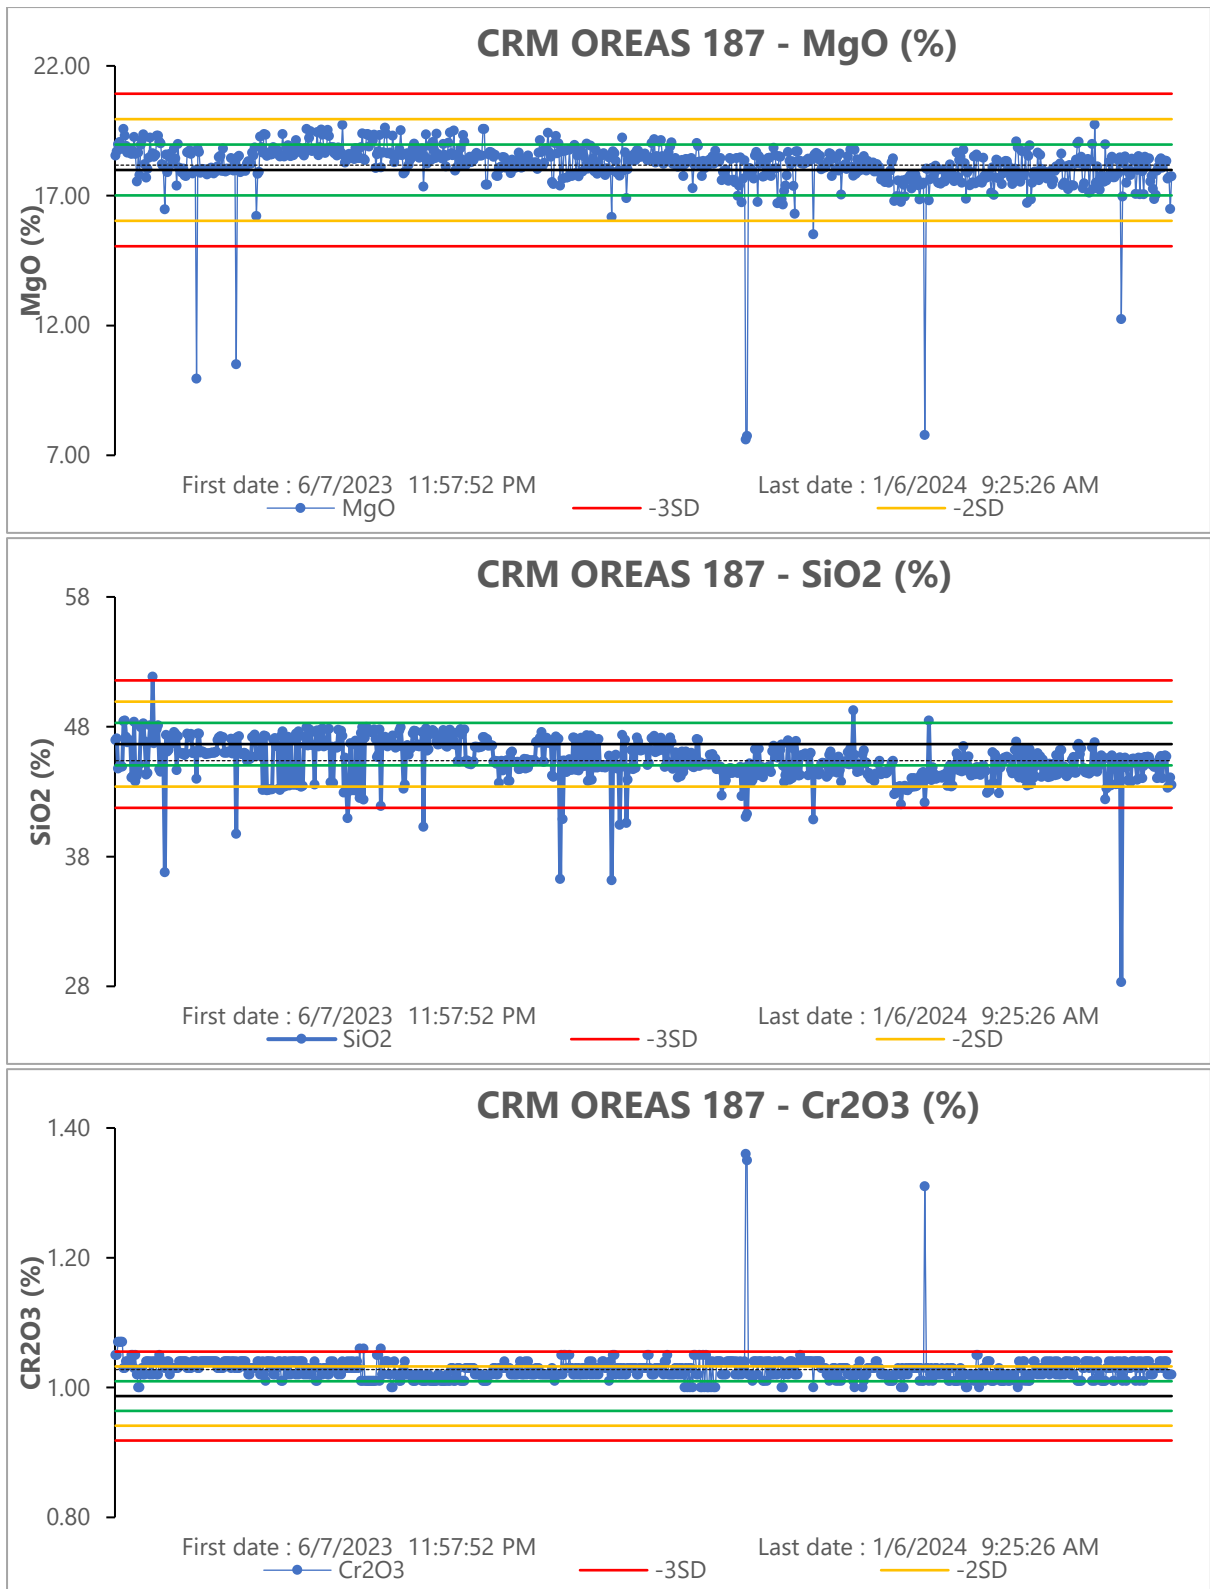 CRM OREAS 187 - MgO (%)
22.00
17.00
12.00
7.00
MgO (%)
First date : 6/7/2023 11:57:52 PM
Last date : 1/6/2024 9:25:26 AM
MgO
-3SD
-2SD
CRM OREAS 187 - SiO2 (%)
58
48
38
28
SiO2 (%)
First date : 6/7/2023 11:57:52 PM
Last date : 1/6/2024 9:25:26 AM
SiO2
-3SD
-2SD
CRM OREAS 187 - Cr2O3 (%)
1.40
1.20
1.00
0.80
CR2O3 (%)
First date : 6/7/2023 11:57:52 PM
Last date : 1/6/2024 9:25:26 AM
Cr2O3
-3SD
-2SD